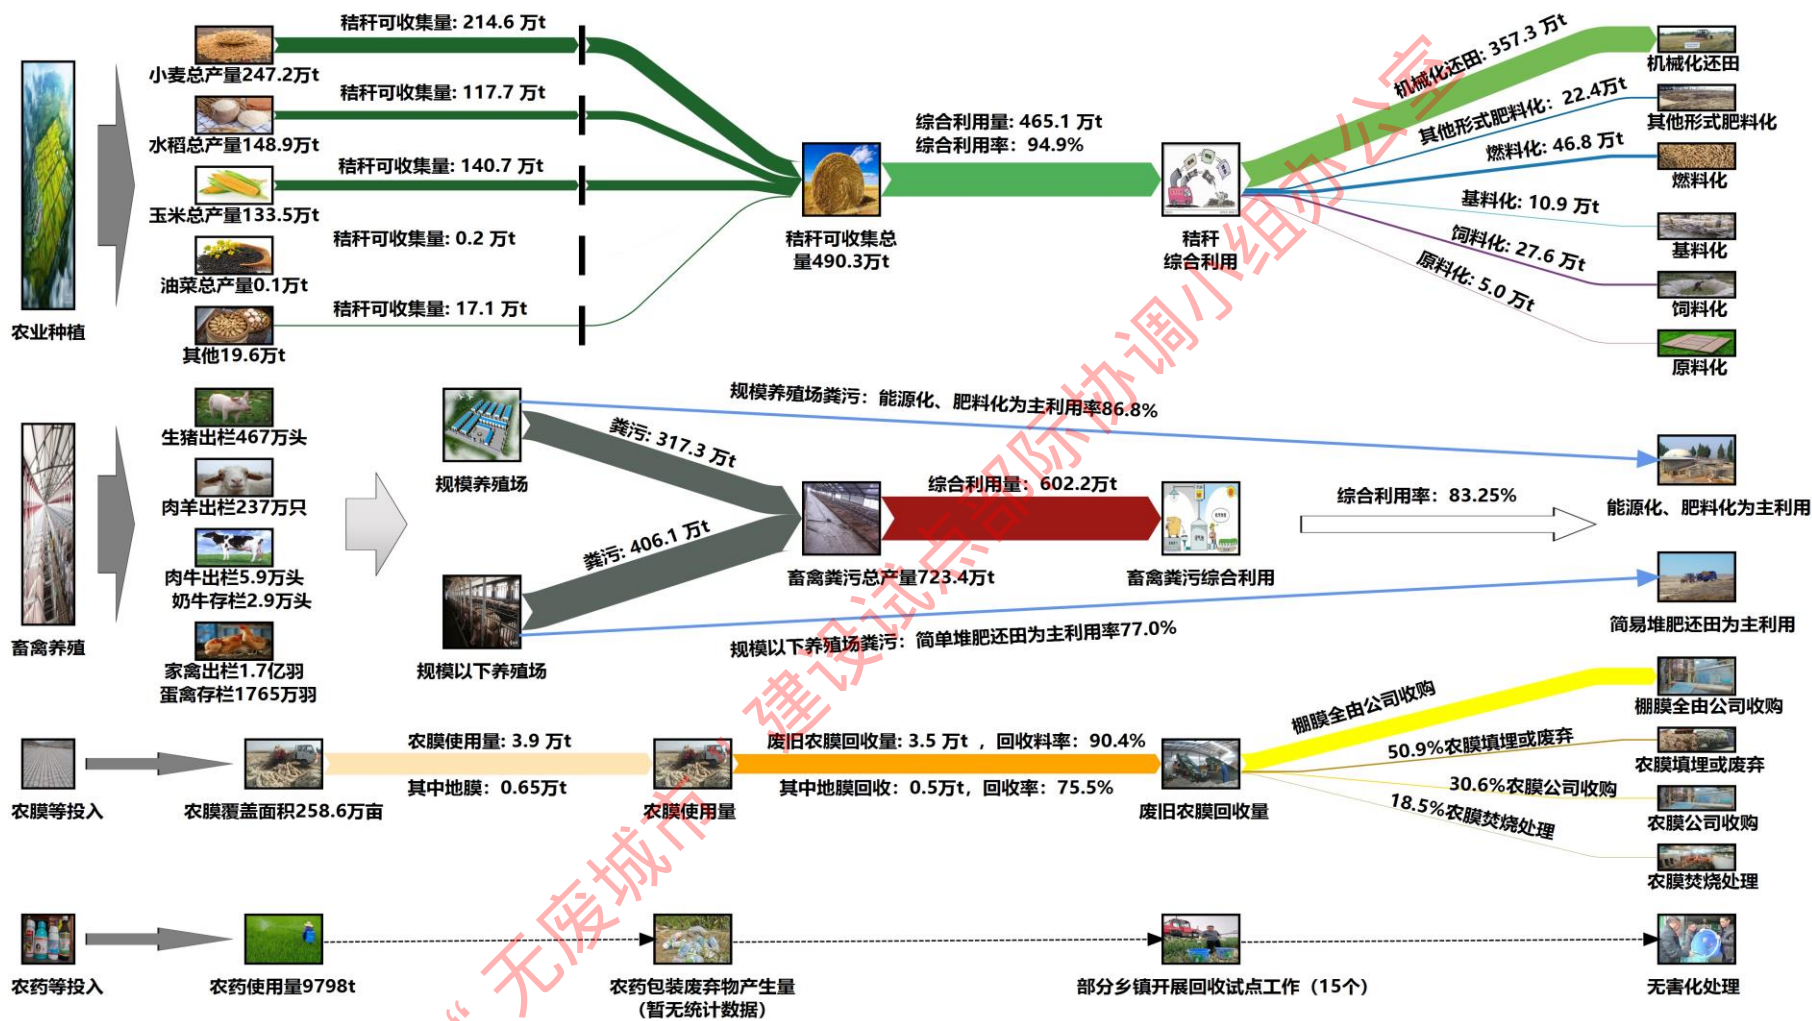 农业种植
小麦总产量247.2万t
水稻总产量148.9万t
玉米总产量133.5万t
油菜总产量0.1万t
其他19.6万t
秸秆可收集量: 214.6 万t
秸秆可收集量: 117.7 万t
秸秆可收集量: 140.7 万t
秸秆可收集量: 0.2 万t
秸秆可收集量: 17.1 万t
秸秆可收集总
量490.3万t
综合利用量: 465.1 万t
综合利用率：94.9%
秸秆
综合利用
机械化还田: 357.3 万t
其他形式肥料化：22.4万t
燃料化: 46.8 万t
基料化: 10.9 万t
饲料化: 27.6 万t
原料化: 5.0 万t
机械化还田
其他形式肥料化
燃料化
基料化
饲料化
原料化
畜禽养殖
生猪出栏467万头
肉羊出栏237万只
肉牛出栏5.9万头
奶牛存栏2.9万头
家禽出栏1.7亿羽
蛋禽存栏1765万羽
规模养殖场
规模以下养殖场
规模养殖场粪污：能源化、肥料化为主利用率86.8%
粪污: 317.3 万t
粪污: 406.1 万t
规模以下养殖场粪污：简单堆肥还田为主利用率77.0%
畜禽粪污总产量723.4万t
综合利用量：602.2万t
畜禽粪污综合利用
综合利用率：83.25%
能源化、肥料化为主利用
简易堆肥还田为主利用
农膜等投入
农膜覆盖面积258.6万亩
农膜使用量: 3.9 万t
其中地膜：0.65万t
农膜使用量
废旧农膜回收量: 3.5 万t ，回收料率：90.4%
其中地膜回收：0.5万t，回收率：75.5%
废旧农膜回收量
棚膜全由公司收购
50.9%农膜填埋或废弃
30.6%农膜公司收购
18.5%农膜焚烧处理
棚膜全由公司收购
农膜填埋或废弃
农膜公司收购
农膜焚烧处理
农药等投入
农药使用量9798t
农药包装废弃物产生量
（暂无统计数据）
部分乡镇开展回收试点工作（15个）
无害化处理
“无废城市”建设试点部际协调小组办公室